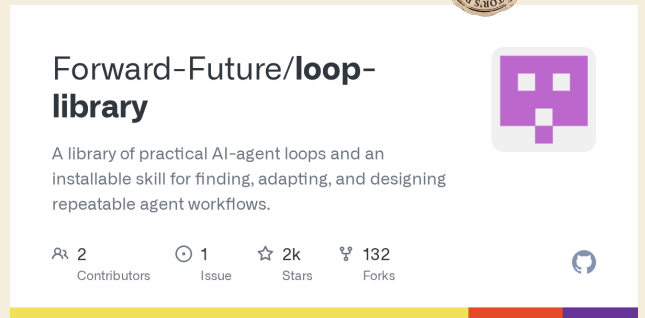 Forward-Future/loop-
library
A library of practical AI-agent loops and an
installable skill for finding, adapting, and designing
repeatable agent workflows.
2 1 2k 132
Contributors Issue Stars Forks